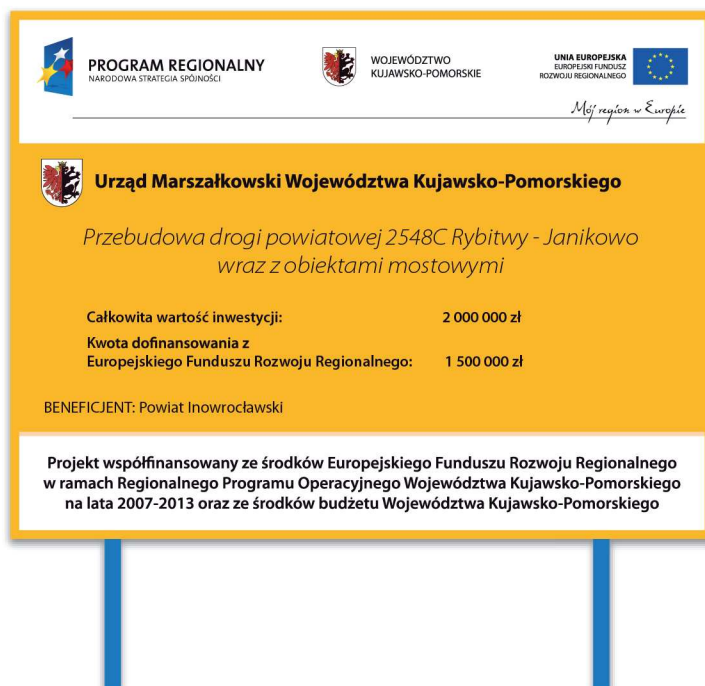 PROGRAM REGIONALNY
NARODOWA STRATEGIA SPÓJNOŚCI
WOJEWÓDZTWO
KUJAWSKO-POMORSKIE
UNIA EUROPEJSKA
EUROPEJSKI FUNDUSZ
ROZWOJU REGIONALNEGO
Mój region w Europie
Urząd Marszałkowski Województwa Kujawsko-Pomorskiego
Przebudowa drogi powiatowej 2548C Rybitwy - Janikowo
wraz z obiektami mostowymi
Całkowita wartość inwestycji: 2 000 000 zł
Kwota dofinansowania z
Europejskiego Funduszu Rozwoju Regionalnego: 1 500 000 zł
BENEFICJENT: Powiat Inowrocławski
Projekt współfinansowany ze środków Europejskiego Funduszu Rozwoju Regionalnego
w ramach Regionalnego Programu Operacyjnego Województwa Kujawsko-Pomorskiego
na lata 2007-2013 oraz ze środków budżetu Województwa Kujawsko-Pomorskiego